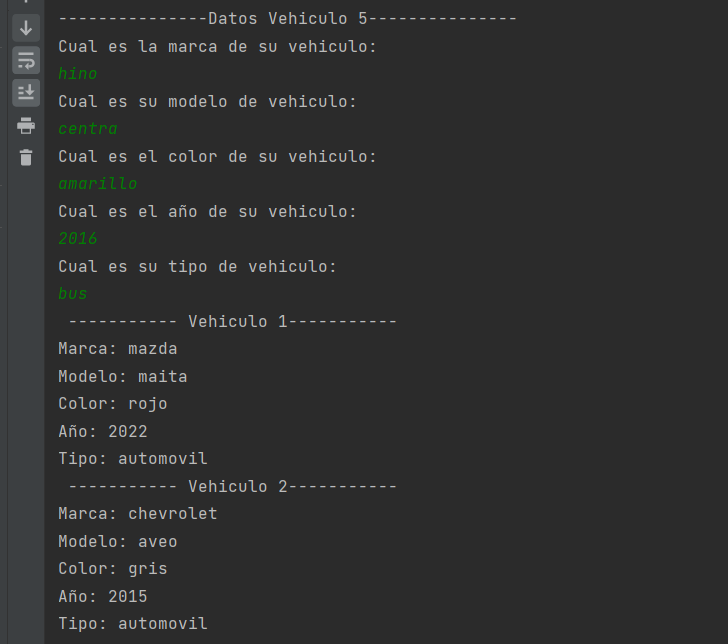 ---------------Datos Vehiculo 5---------------
Cual es la marca de su vehiculo:
hino
Cual es su modelo de vehiculo:
centra
Cual es el color de su vehiculo:
amarillo
Cual es el año de su vehiculo:
2016
Cual es su tipo de vehiculo:
bus
 ----------- Vehiculo 1-----------
Marca: mazda
Modelo: maita
Color: rojo
Año: 2022
Tipo: automovil
 ----------- Vehiculo 2-----------
Marca: chevrolet
Modelo: aveo
Color: gris
Año: 2015
Tipo: automovil